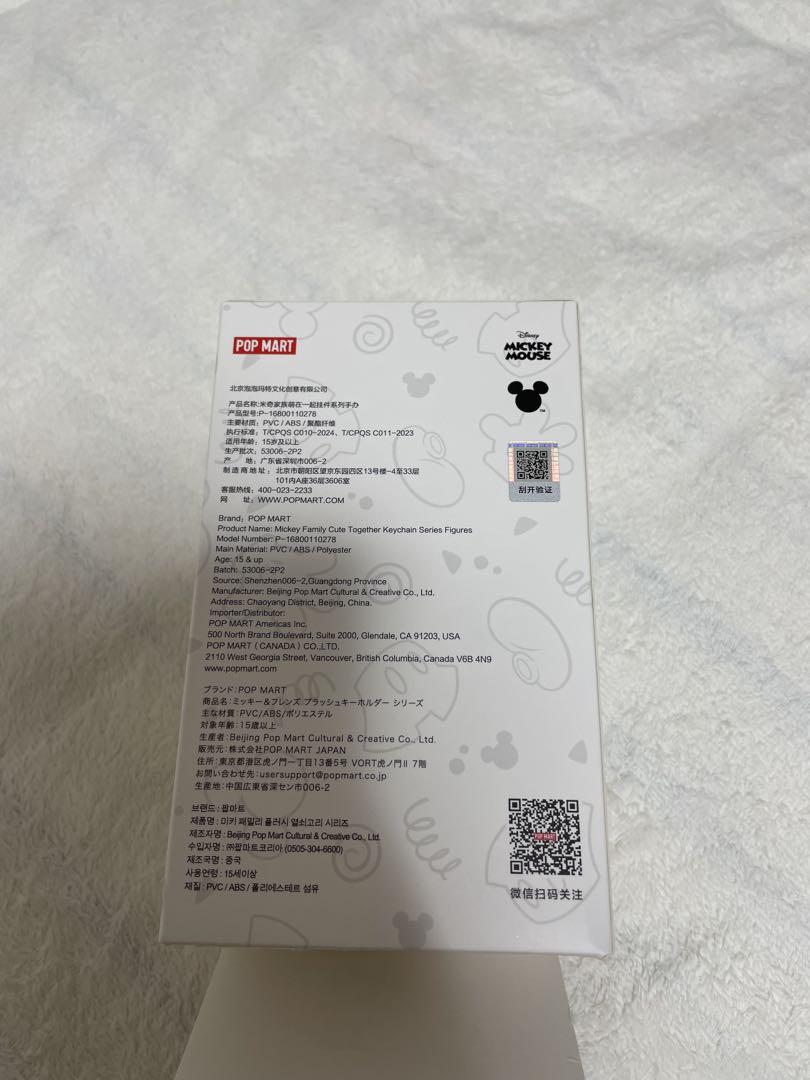 POP MART
Disney
MICKEY
MOUSE
TM
北京泡泡玛特文化创意有限公司
产品名称:米奇家族萌在一起挂件系列手办
产品型号:P-16800110278
主要材质: PVC / ABS / 聚酯纤维
执行标准: T/CPQS C010-2024、T/CPQS C011-2023
适用年龄: 15岁及以上
生产批次: 53006-2P2
产 地: 广东省深圳市006-2
制造商地址: 北京市朝阳区望京东园四区13号楼-4至33层
101内A座36层3606室
客服热线: 400-023-2233
网 址: WWW.POPMART.COM
刮开验证
Brand: POP MART
Product Name: Mickey Family Cute Together Keychain Series Figures
Model Number: P-16800110278
Main Material: PVC / ABS / Polyester
Age: 15 & up
Batch: 53006-2P2
Source: Shenzhen006-2,Guangdong Province
Manufacturer: Beijing Pop Mart Cultural & Creative Co., Ltd.
Address: Chaoyang District, Beijing, China.
Importer/Distributor:
POP MART Americas Inc.
500 North Brand Boulevard, Suite 2000, Glendale, CA 91203, USA
POP MART (CANADA) CO.,LTD.
2110 West Georgia Street, Vancouver, British Columbia, Canada V6B 4N9
www.popmart.com
ブランド:POP MART
商品名:ミッキー&フレンズ プラッシュキーホルダー シリーズ
主な材質:PVC/ABS/ポリエステル
対象年齢:15歳以上
生産者:Beijing Pop Mart Cultural & Creative Co., Ltd.
販売元:株式会社POP MART JAPAN
住所:東京都港区虎ノ門一丁目13番5号 VORT虎ノ門Ⅱ 7階
お問い合わせ先:usersupport@popmart.co.jp
生産地:中国広東省深セン市006-2
브랜드 : 팝마트
제품명 : 미키 패밀리 플러시 열쇠고리 시리즈
제조자명 : Beijing Pop Mart Cultural & Creative Co., Ltd.
수입자명 : ㈜팝마트코리아 (0505-304-6600)
제조국명 : 중국
사용연령 : 15세이상
재질 : PVC / ABS / 폴리에스테르 섬유
POP MART
微信扫码关注